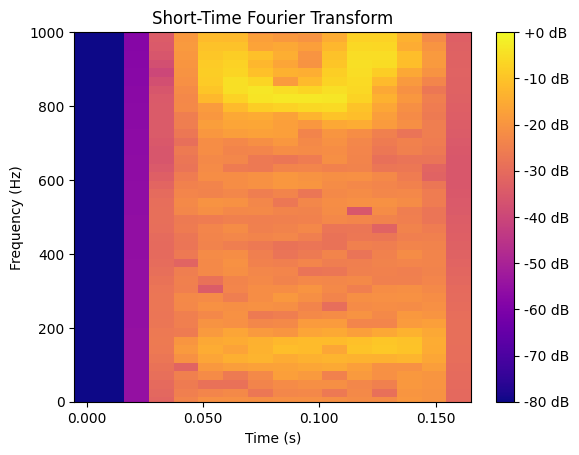 Short-Time Fourier Transform
1000
800
600
400
200
0
Frequency (Hz)
0.000
0.050
0.100
0.150
Time (s)
+0 dB
-10 dB
-20 dB
-30 dB
-40 dB
-50 dB
-60 dB
-70 dB
-80 dB